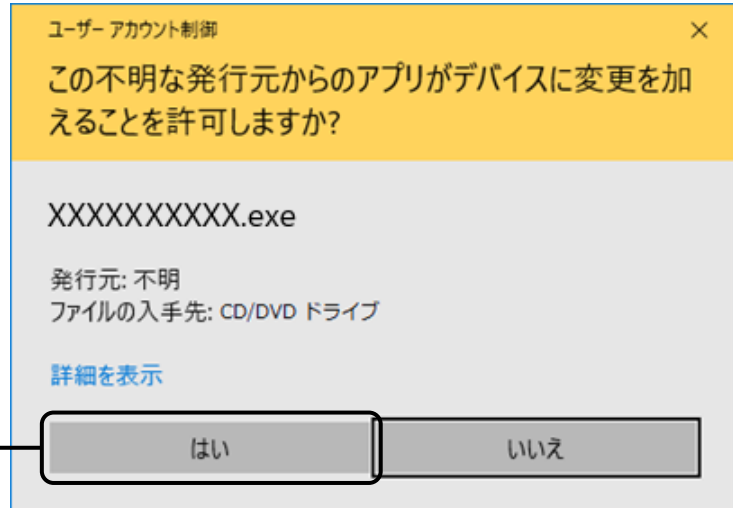 ユーザー アカウント制御
この不明な発行元からのアプリがデバイスに変更を加
えることを許可しますか?
XXXXXXXXXX.exe
発行元: 不明
ファイルの入手先: CD/DVD ドライブ
詳細を表示
はい
いいえ